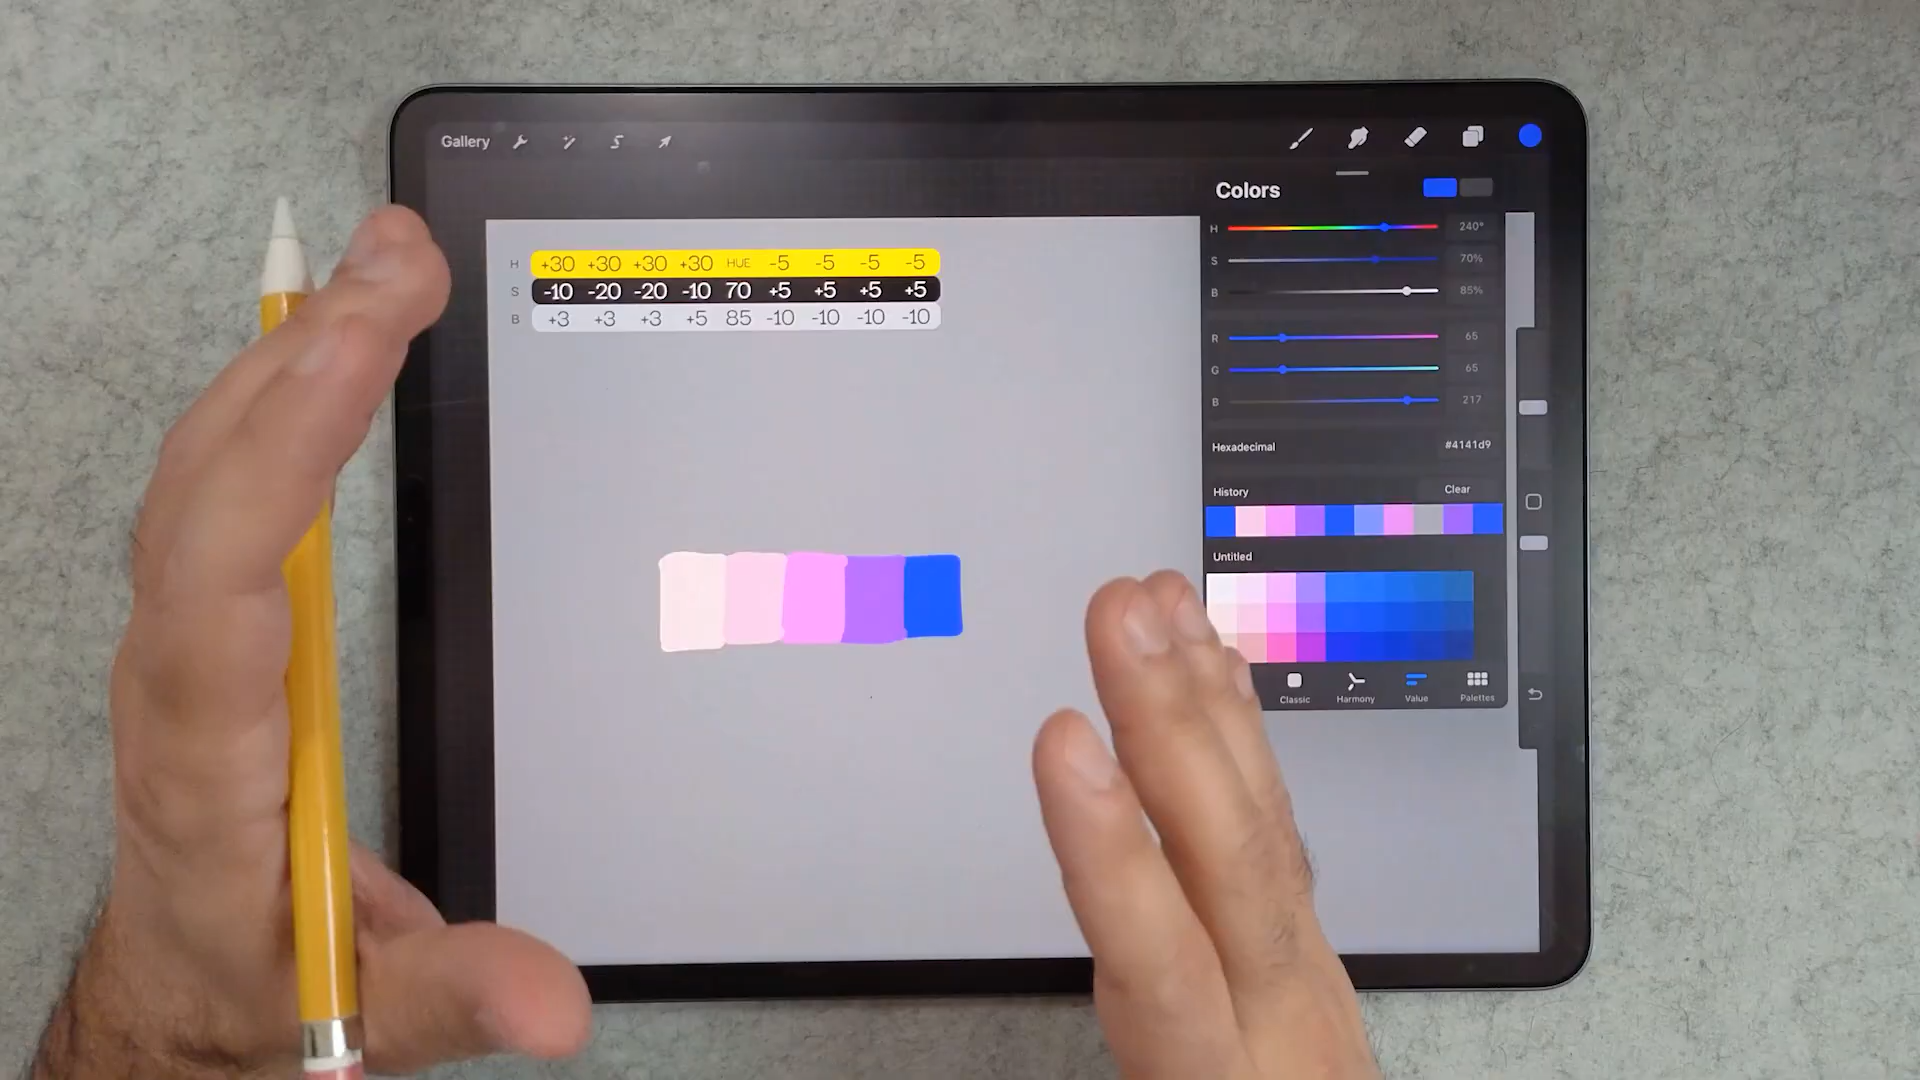 Gallery
Colors
H +30 +30 +30 +30 HUE -5 -5 -5 -5
S -10 -20 -20 -10 70 +5 +5 +5 +5
B +3 +3 +3 +5 85 -10 -10 -10 -10
H 240°
S 70%
B 85%
R 65
G 65
B 217
Hexadecimal #4141d9
History Clear
Untitled
Classic Harmony Value Palettes